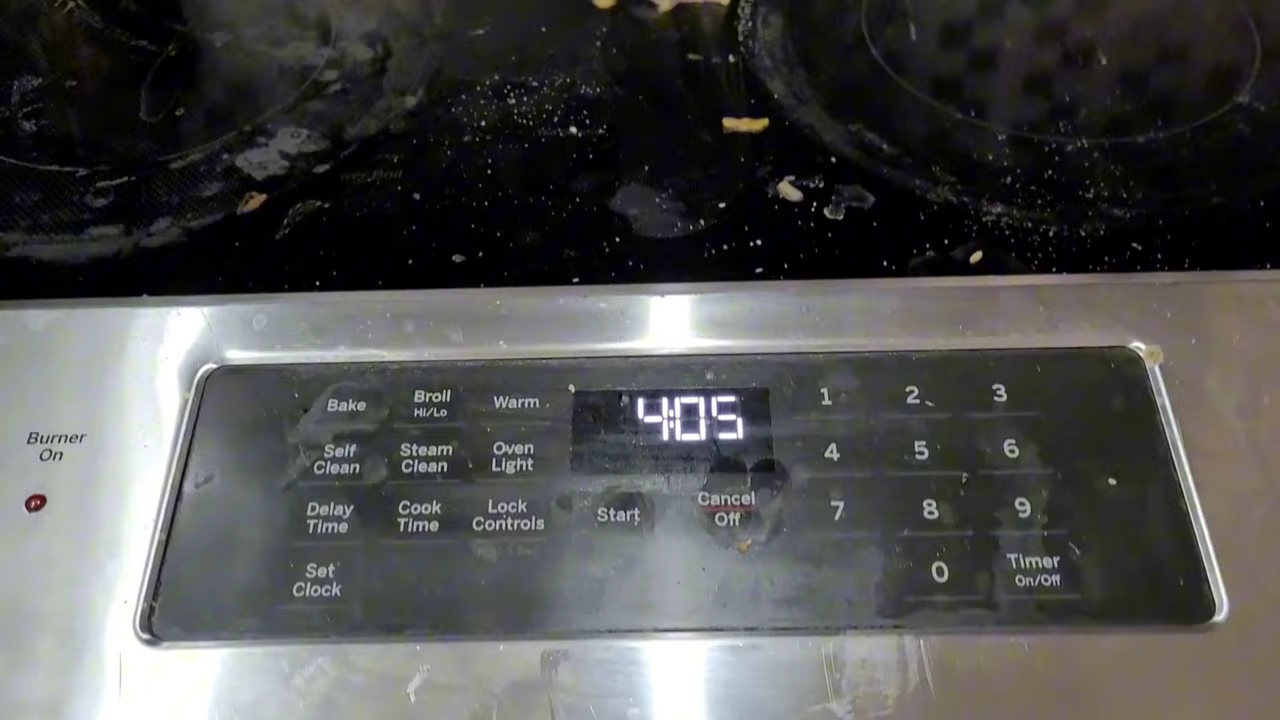 Burner
On
Bake
Broil
Hi/Lo
Warm
Self
Clean
Steam
Clean
Oven
Light
Delay
Time
Cook
Time
Lock
Controls
Set
Clock
4:05
Start
Cancel
Off
1
2
3
4
5
6
7
8
9
0
Timer
On/Off